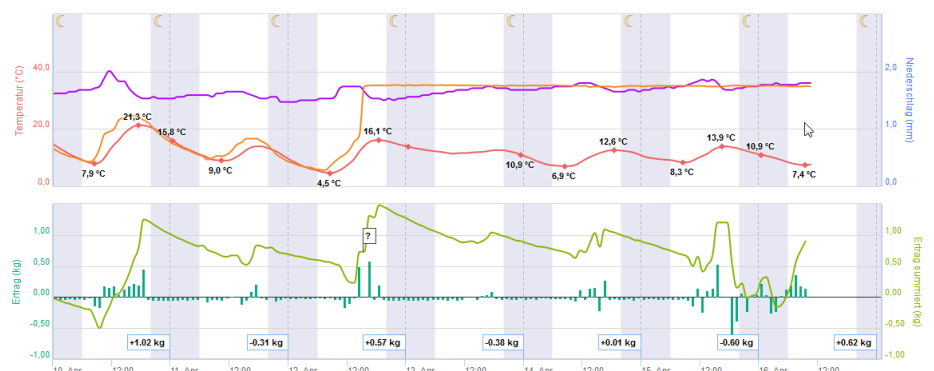 Temperatur (°C)
40,0
20,0
0,0
21,3 °C
15,8 °C
16,1 °C
7,9 °C
9,0 °C
4,5 °C
10,9 °C
6,9 °C
12,6 °C
8,3 °C
13,9 °C
10,9 °C
7,4 °C
2,0
1,0
0,0
Niederschlag (mm)
Ertrag (kg)
1,00
0,50
0,00
-0,50
-1,00
?
+1.02 kg
-0.31 kg
+0.57 kg
-0.38 kg
+0.01 kg
-0.60 kg
+0.62 kg
1,00
0,50
0,00
-0,50
-1,00
Ertrag summiert (kg)
10. Apr
12:00
11. Apr
12:00
12. Apr
12:00
13. Apr
12:00
14. Apr
12:00
15. Apr
12:00
16. Apr
12:00